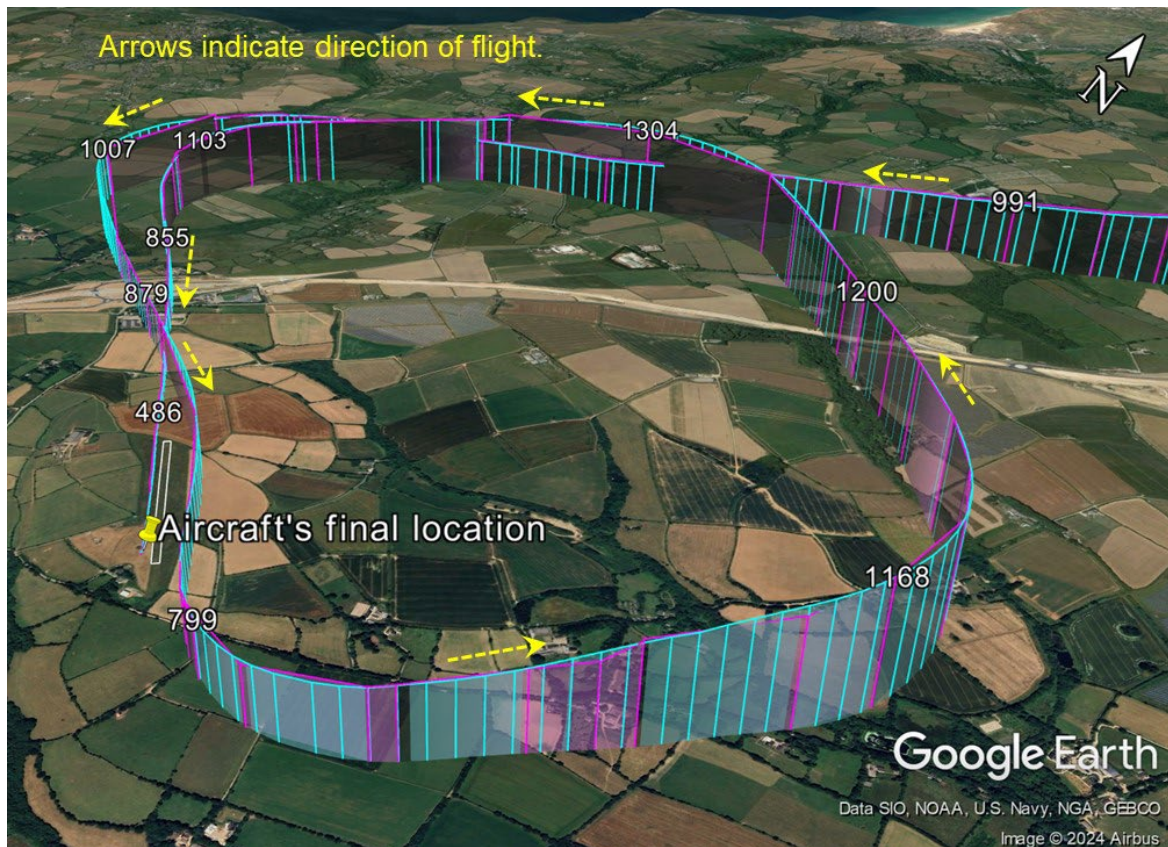 Arrows indicate direction of flight.
N
1304
1103
1007
991
855
879
1200
486
Aircraft's final location
1168
799
Google Earth
Data SIO, NOAA, U.S. Navy, NGA, GEBCO
Image © 2024 Airbus